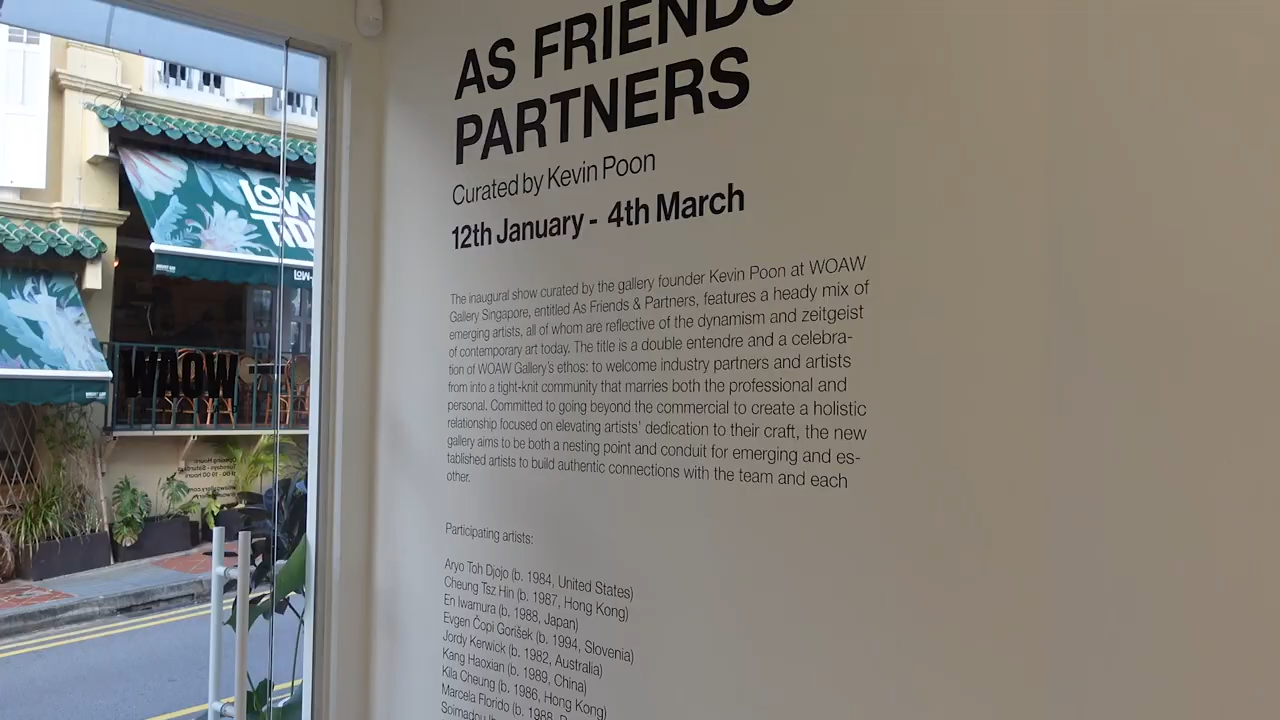 AS FRIENDS
PARTNERS
Curated by Kevin Poon
12th January - 4th March
The inaugural show curated by the gallery founder Kevin Poon at WOAW
Gallery Singapore, entitled As Friends & Partners, features a heady mix of
emerging artists, all of whom are reflective of the dynamism and zeitgeist
of contemporary art today. The title is a double entendre and a celebra-
tion of WOAW Gallery's ethos: to welcome industry partners and artists
from into a tight-knit community that marries both the professional and
personal. Committed to going beyond the commercial to create a holistic
relationship focused on elevating artists' dedication to their craft, the new
gallery aims to be both a nesting point and conduit for emerging and es-
tablished artists to build authentic connections with the team and each
other.
Participating artists:
Aryo Toh Djojo (b. 1984, United States)
Cheung Tsz Hin (b. 1987, Hong Kong)
En Iwamura (b. 1988, Japan)
Evgen Čopi Gorišek (b. 1994, Slovenia)
Jordy Kerwick (b. 1982, Australia)
Kang Haoxian (b. 1989, China)
Kila Cheung (b. 1986, Hong Kong)
Marcela Florido (b. 1988,
Soimadou
LOW
TID
WAOW
Opening Hours:
Tuesdays - Saturdays